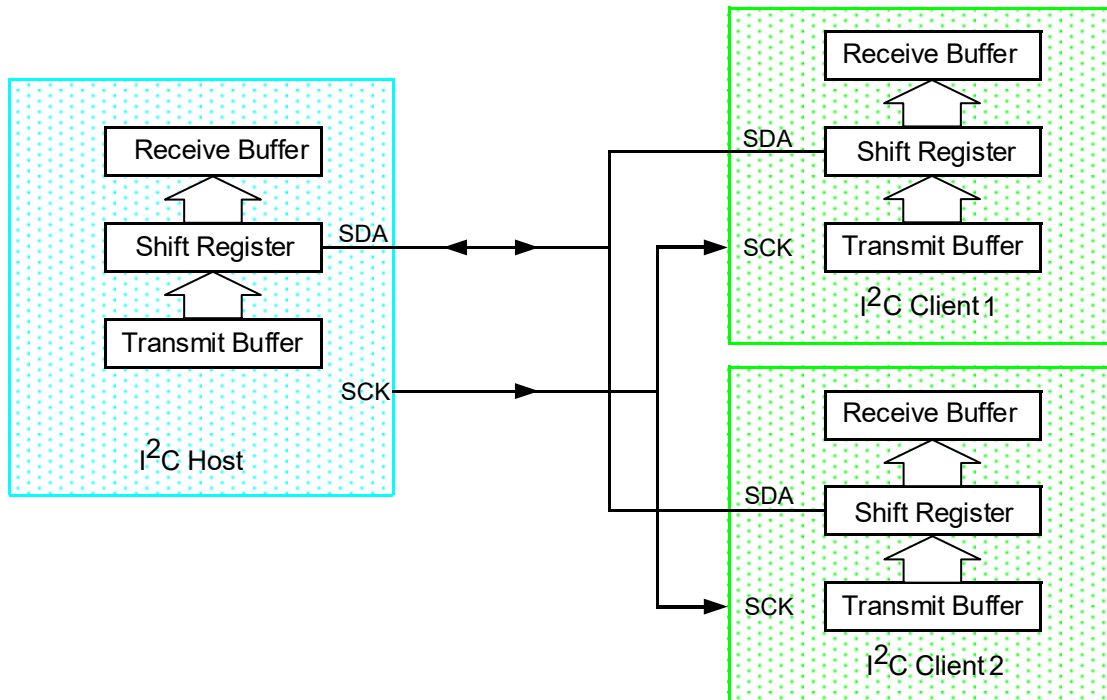 Receive Buffer
Shift Register
SDA
Transmit Buffer
SCK
I²C Host
Receive Buffer
SDA
Shift Register
SCK
Transmit Buffer
I²C Client 1
Receive Buffer
SDA
Shift Register
SCK
Transmit Buffer
I²C Client 2